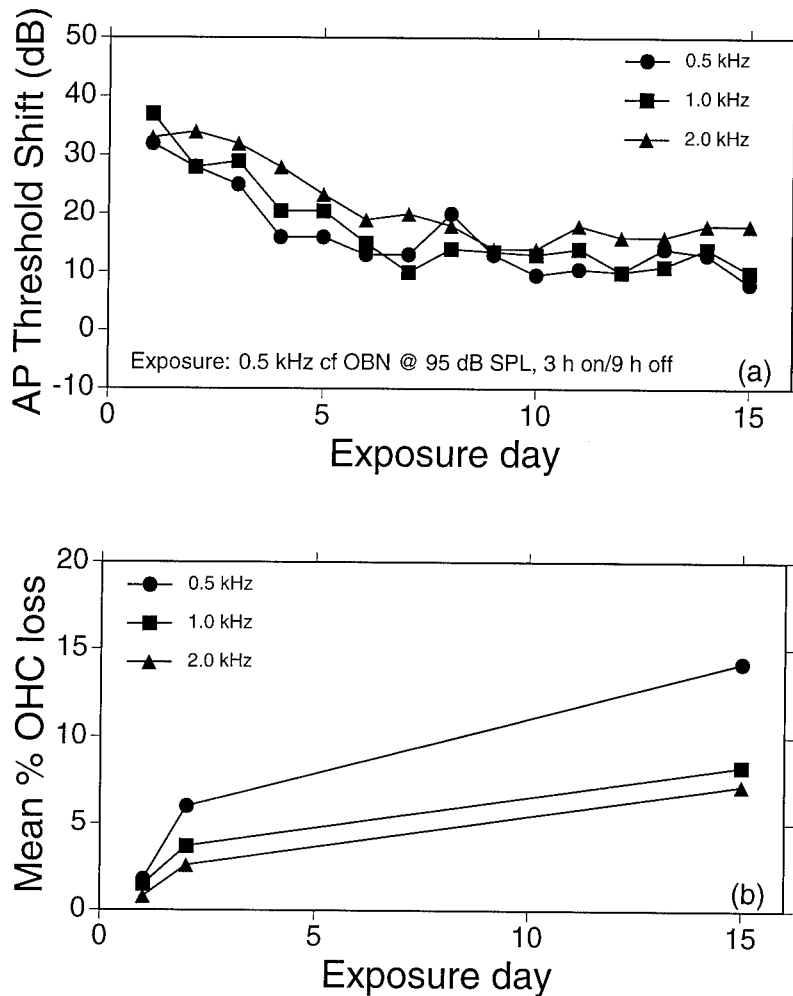 50
40
30
20
10
0
-10
AP Threshold Shift (dB)
0.5 kHz
1.0 kHz
2.0 kHz
Exposure: 0.5 kHz cf OBN @ 95 dB SPL, 3 h on/9 h off
(a)
0 5 10 15
Exposure day
20
15
10
5
0
Mean % OHC loss
0.5 kHz
1.0 kHz
2.0 kHz
(b)
0 5 10 15
Exposure day